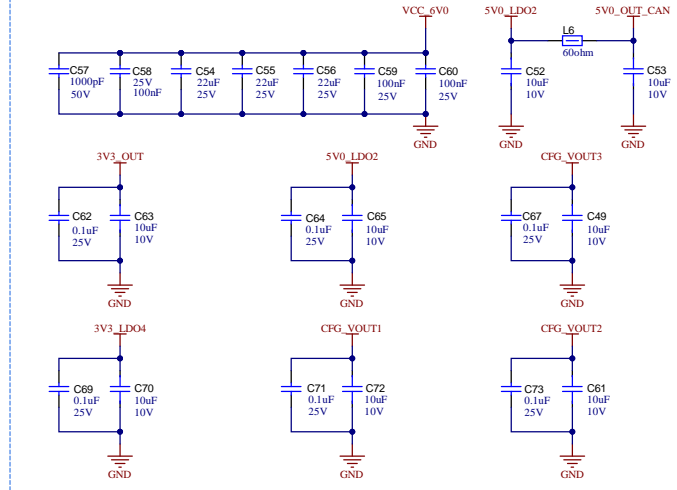 VCC_6V0
5V0_LDO2
5V0_OUT_CAN
L6
60ohm
C57
1000pF
50V
C58
25V
100nF
C54
22uF
25V
C55
22uF
25V
C56
22uF
25V
C59
100nF
25V
C60
100nF
25V
C52
10uF
10V
C53
10uF
10V
GND
GND
GND
3V3_OUT
5V0_LDO2
CFG_VOUT3
C62
0.1uF
25V
C63
10uF
10V
C64
0.1uF
25V
C65
10uF
10V
C67
0.1uF
25V
C49
10uF
10V
GND
GND
GND
3V3_LDO4
CFG_VOUT1
CFG_VOUT2
C69
0.1uF
25V
C70
10uF
10V
C71
0.1uF
25V
C72
10uF
10V
C73
0.1uF
25V
C61
10uF
10V
GND
GND
GND